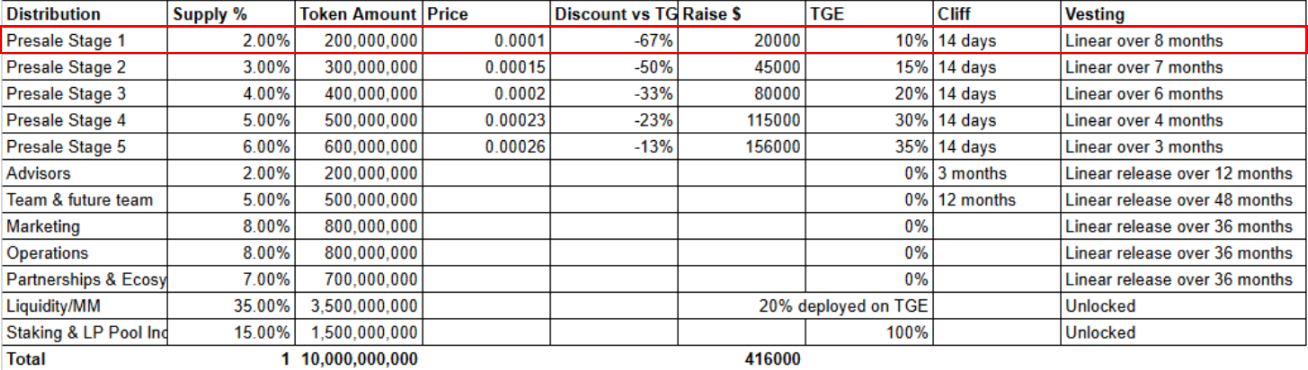 Distribution Supply % Token Amount Price Discount vs TG Raise $ TGE Cliff Vesting
Presale Stage 1 2.00% 200,000,000 0.0001 -67% 20000 10% 14 days Linear over 8 months
Presale Stage 2 3.00% 300,000,000 0.00015 -50% 45000 15% 14 days Linear over 7 months
Presale Stage 3 4.00% 400,000,000 0.0002 -33% 80000 20% 14 days Linear over 6 months
Presale Stage 4 5.00% 500,000,000 0.00023 -23% 115000 30% 14 days Linear over 4 months
Presale Stage 5 6.00% 600,000,000 0.00026 -13% 156000 35% 14 days Linear over 3 months
Advisors 2.00% 200,000,000 0% 3 months Linear release over 12 months
Team & future team 5.00% 500,000,000 0% 12 months Linear release over 48 months
Marketing 8.00% 800,000,000 0% Linear release over 36 months
Operations 8.00% 800,000,000 0% Linear release over 36 months
Partnerships & Ecosy 7.00% 700,000,000 0% Linear release over 36 months
Liquidity/MM 35.00% 3,500,000,000 20% deployed on TGE Unlocked
Staking & LP Pool Inc 15.00% 1,500,000,000 100% Unlocked
Total 1 10,000,000,000 416000